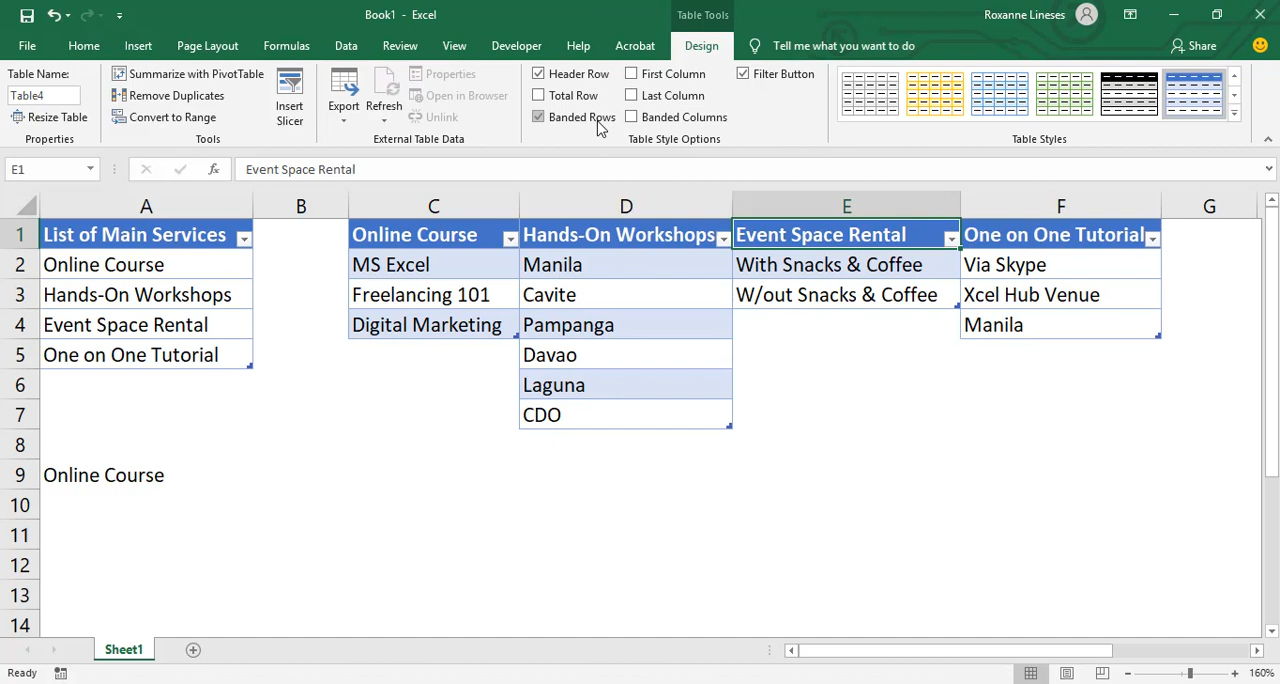 Book1 - Excel
Table Tools
Roxanne Lineses
File Home Insert Page Layout Formulas Data Review View Developer Help Acrobat Design Tell me what you want to do Share
Table Name:
Table4
Resize Table
Properties
Summarize with PivotTable
Remove Duplicates
Convert to Range
Insert
Slicer
Tools
Export
Refresh
Properties
Open in Browser
Unlink
External Table Data
Header Row
Total Row
Banded Rows
First Column
Last Column
Banded Columns
Filter Button
Table Style Options
Table Styles
E1 fx Event Space Rental
A B C D E F G
1 List of Main Services Online Course Hands-On Workshops Event Space Rental One on One Tutorial
2 Online Course MS Excel Manila With Snacks & Coffee Via Skype
3 Hands-On Workshops Freelancing 101 Cavite W/out Snacks & Coffee Xcel Hub Venue
4 Event Space Rental Digital Marketing Pampanga Manila
5 One on One Tutorial Davao
6 Laguna
7 CDO
8
9 Online Course
10
11
12
13
14
Sheet1
Ready 160%